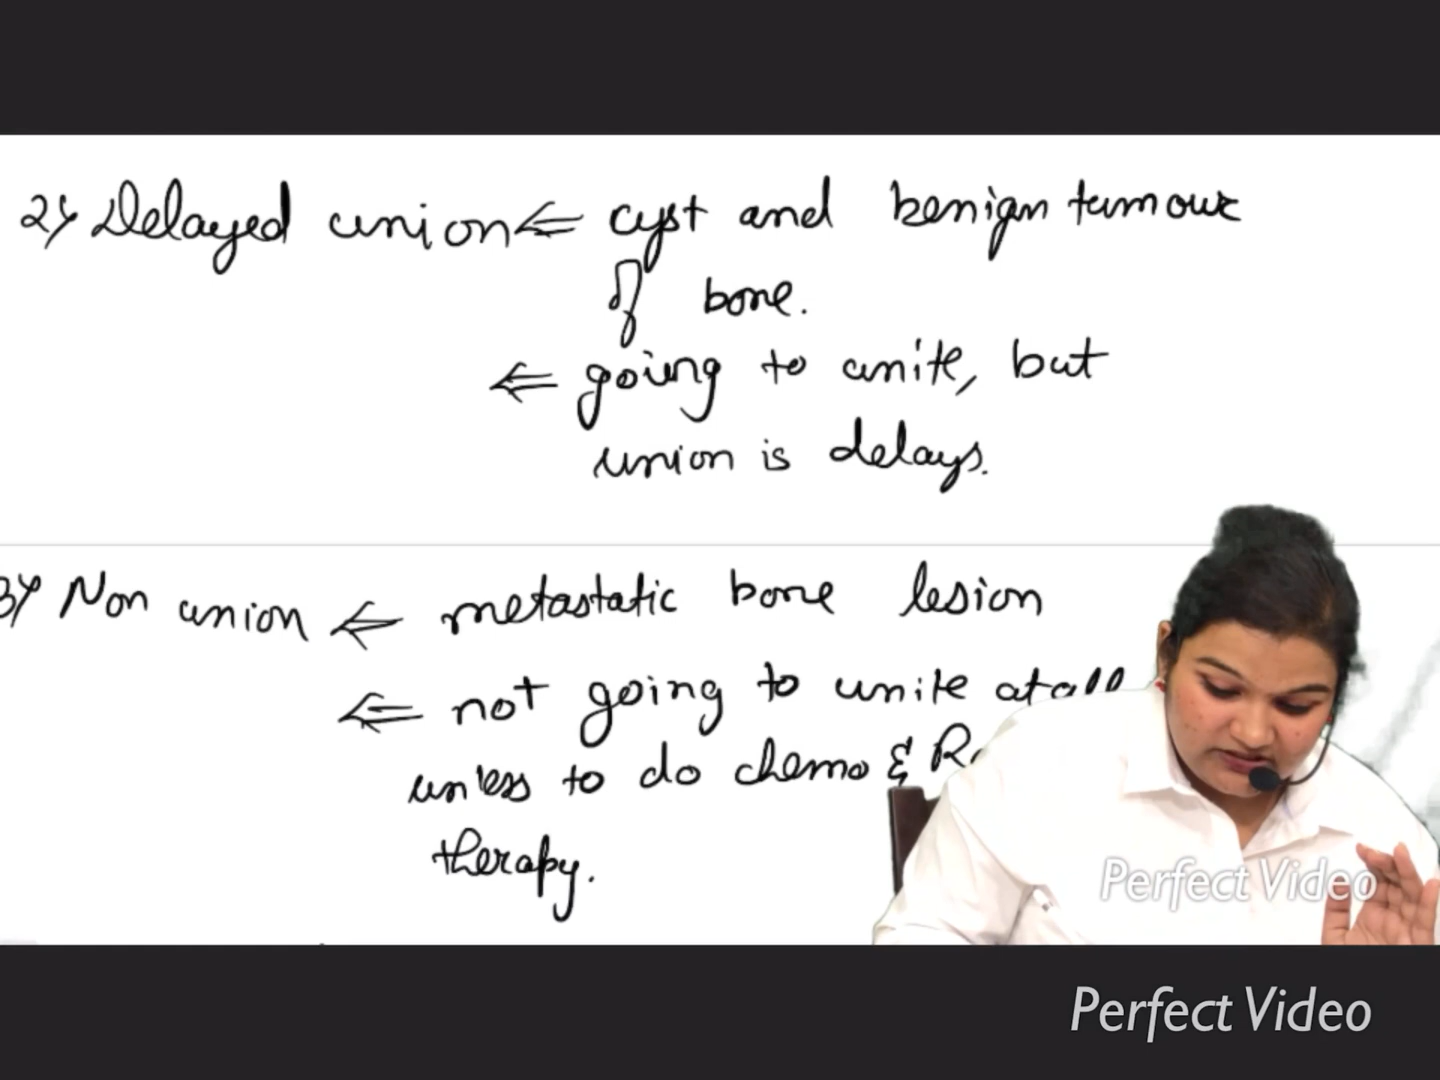 2) Delayed union ⇐ cyst and benign tumour
of bone.
⇐ going to unite, but
union is delays.
3) Non union ⇐ metastatic bone lesion
⇐ not going to unite atall
unless to do chemo & 
therapy.
Perfect Video
Perfect Video